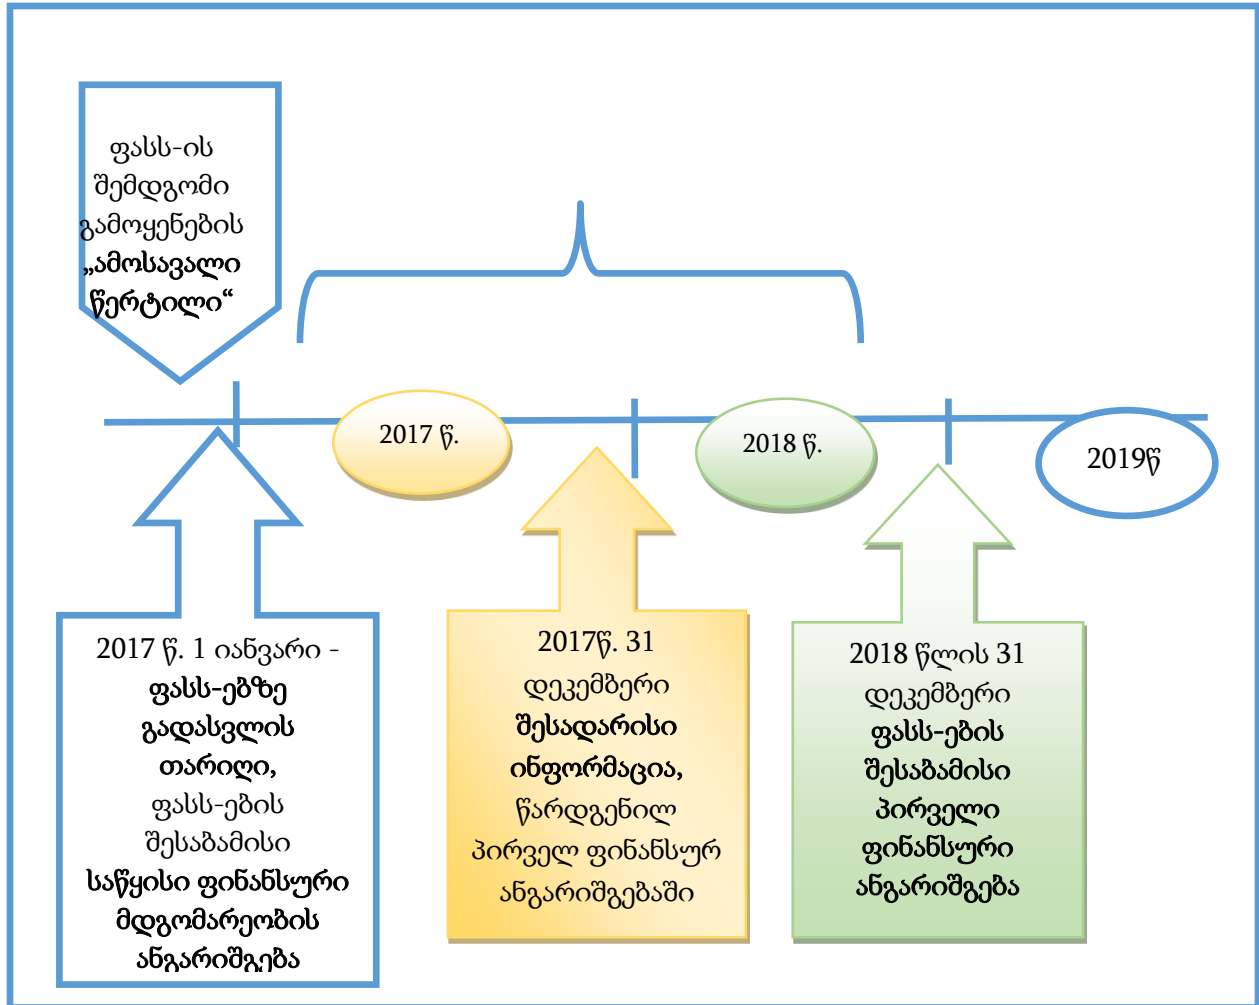 ფასს-ის
შემდგომი
გამოყენების
„ამოსავალი
წერტილი“
2017 წ.
2018 წ.
2019წ
2017 წ. 1 იანვარი -
ფასს-ებზე
გადასვლის
თარიღი,
ფასს-ების
შესაბამისი
საწყისი ფინანსური
მდგომარეობის
ანგარიშგება
2017წ. 31
დეკემბერი
შესადარისი
ინფორმაცია,
წარდგენილ
პირველ ფინანსურ
ანგარიშგებაში
2018 წლის 31
დეკემბერი
ფასს-ების
შესაბამისი
პირველი
ფინანსური
ანგარიშგება